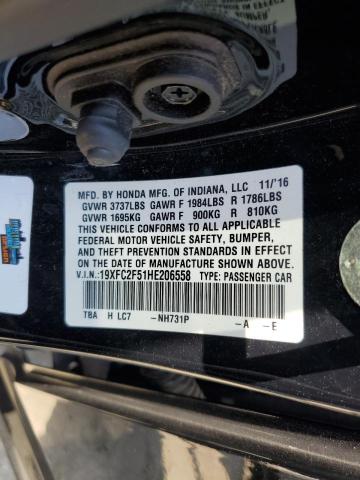 MFD. BY HONDA MFG. OF INDIANA, LLC 11/'16
GVWR 3737LBS GAWR F 1984LBS R 1786LBS
GVWR 1695KG GAWR F 900KG R 810KG
THIS VEHICLE CONFORMS TO ALL APPLICABLE
FEDERAL MOTOR VEHICLE SAFETY, BUMPER,
AND THEFT PREVENTION STANDARDS IN EFFECT
ON THE DATE OF MANUFACTURE SHOWN ABOVE.
V.I.N:19XFC2F51HE206558 TYPE: PASSENGER CAR
TBA H LC7 -NH731P -A -E